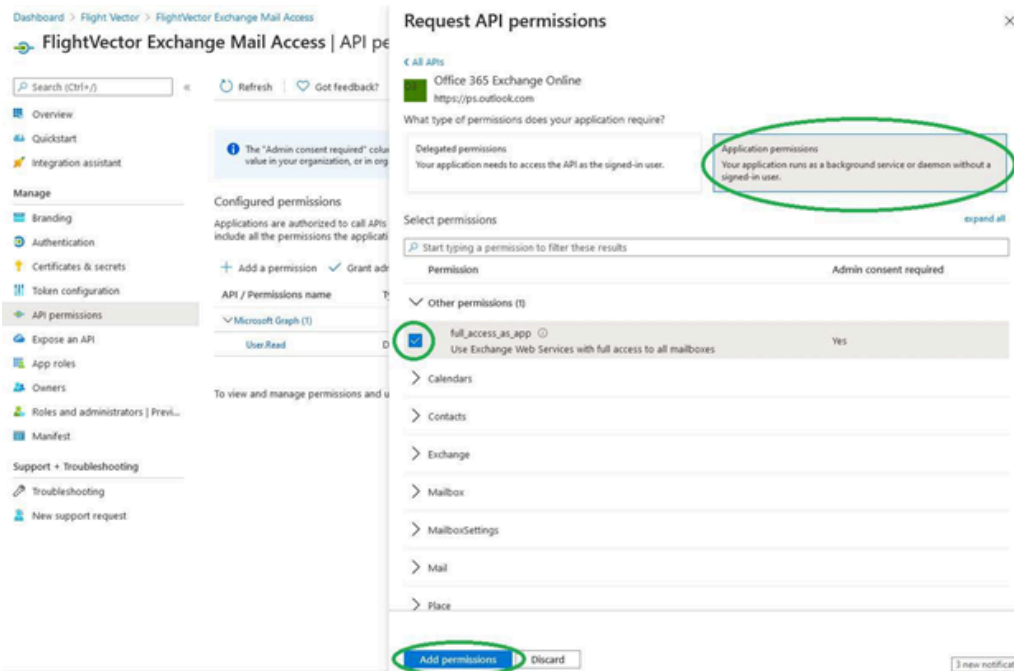 Dashboard > Flight Vector > FlightVector Exchange Mail Access
FlightVector Exchange Mail Access | API pe
Search (Ctrl+/)
«
Overview
Quickstart
Integration assistant
Manage
Branding
Authentication
Certificates & secrets
Token configuration
API permissions
Expose an API
App roles
Owners
Roles and administrators | Previ...
Manifest
Support + Troubleshooting
Troubleshooting
New support request
Refresh
Got feedback?
The "Admin consent required" colu
value in your organization, or in org
Configured permissions
Applications are authorized to call APIs
include all the permissions the applicati
+ Add a permission
Grant adr
API / Permissions name
Ty
Microsoft Graph (1)
User.Read
D
To view and manage permissions and u
Request API permissions
×
< All APIs
Office 365 Exchange Online
https://ps.outlook.com
What type of permissions does your application require?
Delegated permissions
Your application needs to access the API as the signed-in user.
Application permissions
Your application runs as a background service or daemon without a
signed-in user.
Select permissions
expand all
Start typing a permission to filter these results
Permission
Admin consent required
Other permissions (1)
full_access_as_app
Use Exchange Web Services with full access to all mailboxes
Yes
Calendars
Contacts
Exchange
Mailbox
MailboxSettings
Mail
Place
Add permissions
Discard
3 new notificat